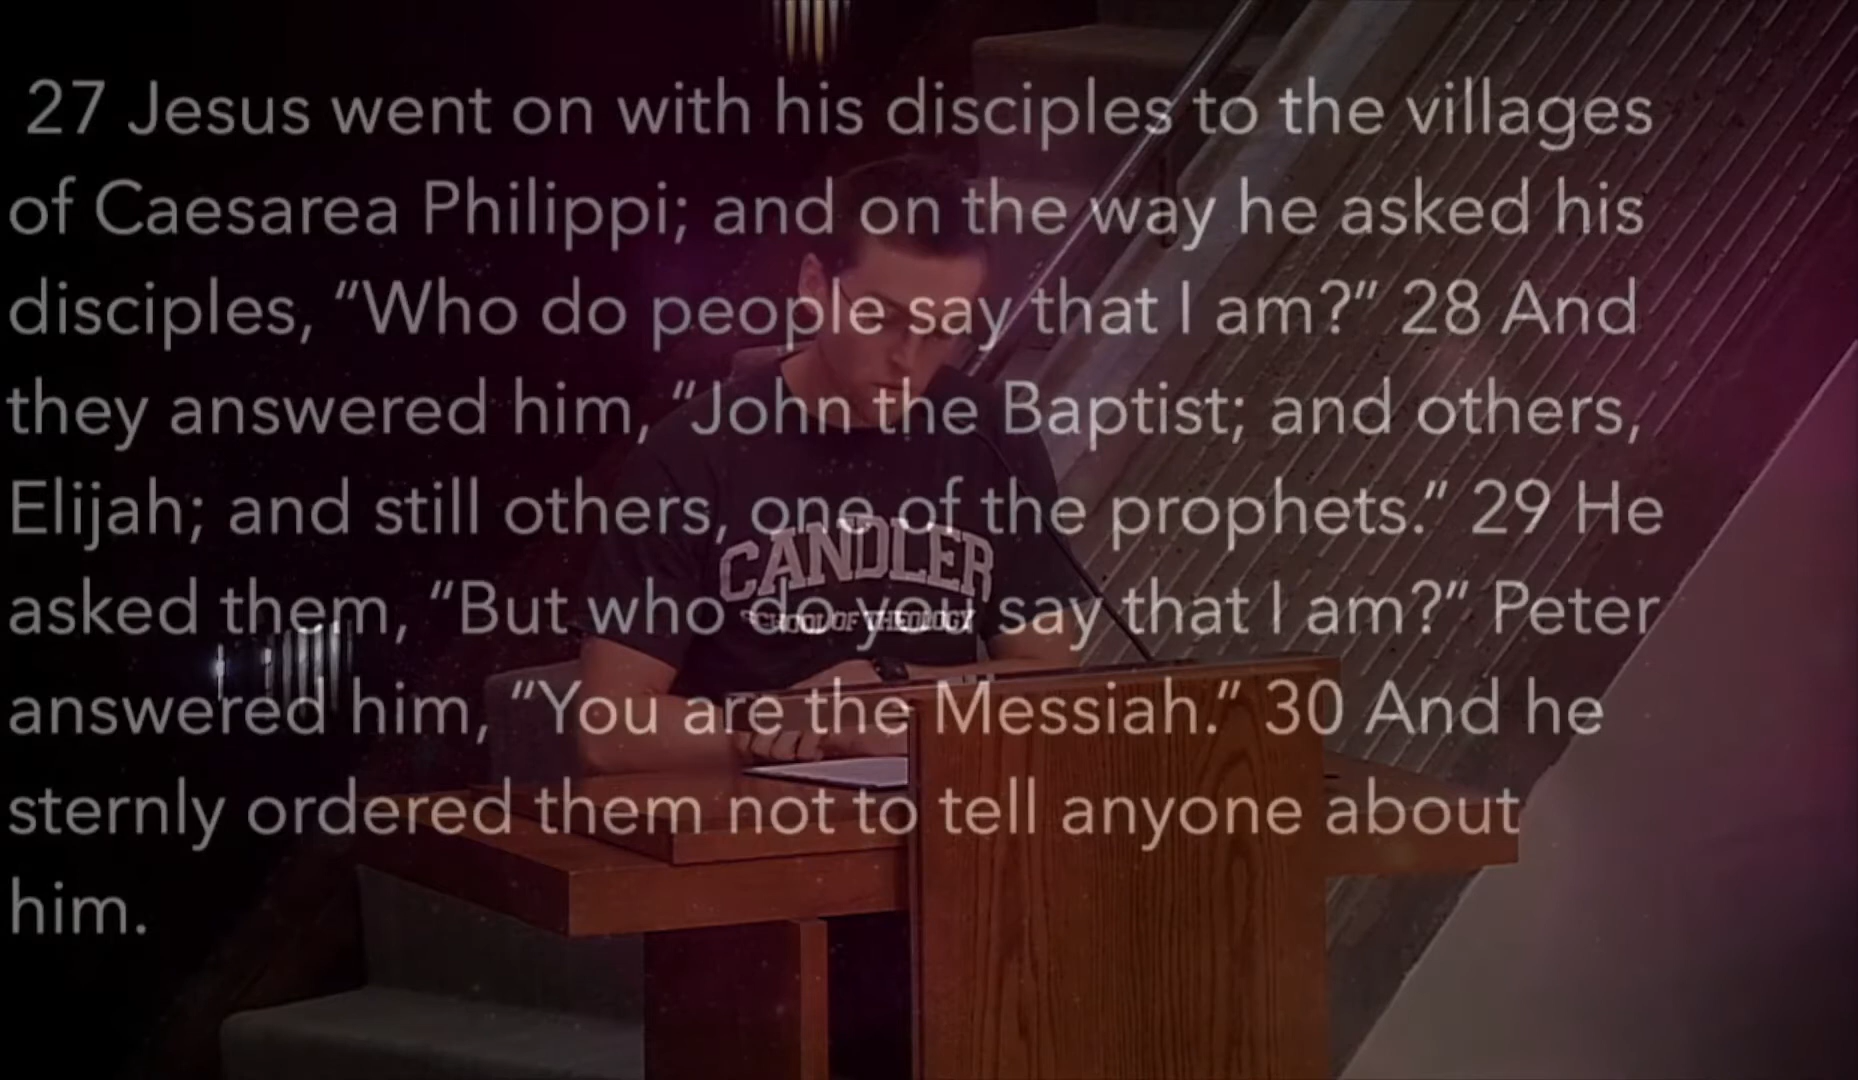 27 Jesus went on with his disciples to the villages
of Caesarea Philippi; and on the way he asked his
disciples, “Who do people say that I am?” 28 And
they answered him, “John the Baptist; and others,
Elijah; and still others, one of the prophets.” 29 He
asked them, “But who do you say that I am?” Peter
answered him, “You are the Messiah.” 30 And he
sternly ordered them not to tell anyone about
him.
CANDLER
SCHOOL OF THEOLOGY